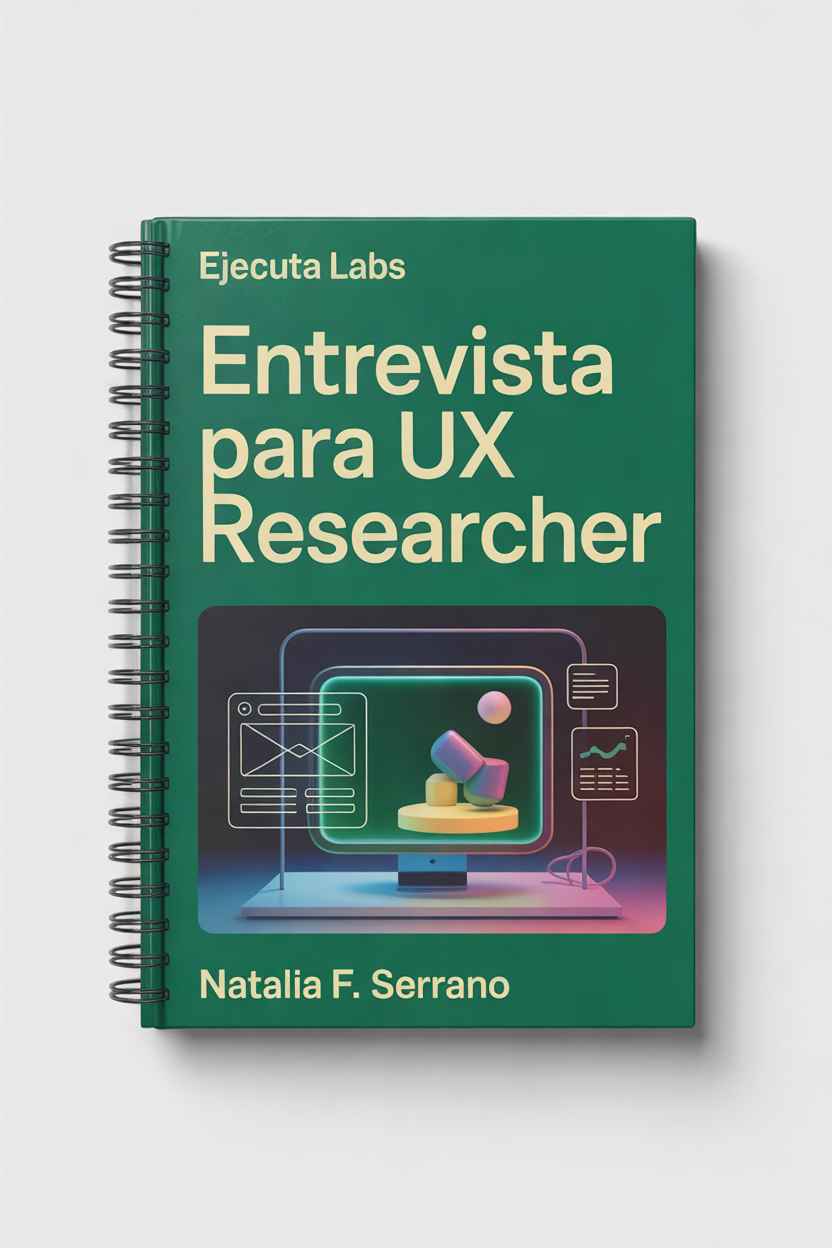 Ejecuta Labs
Entrevista
para UX
Researcher
Natalia F. Serrano